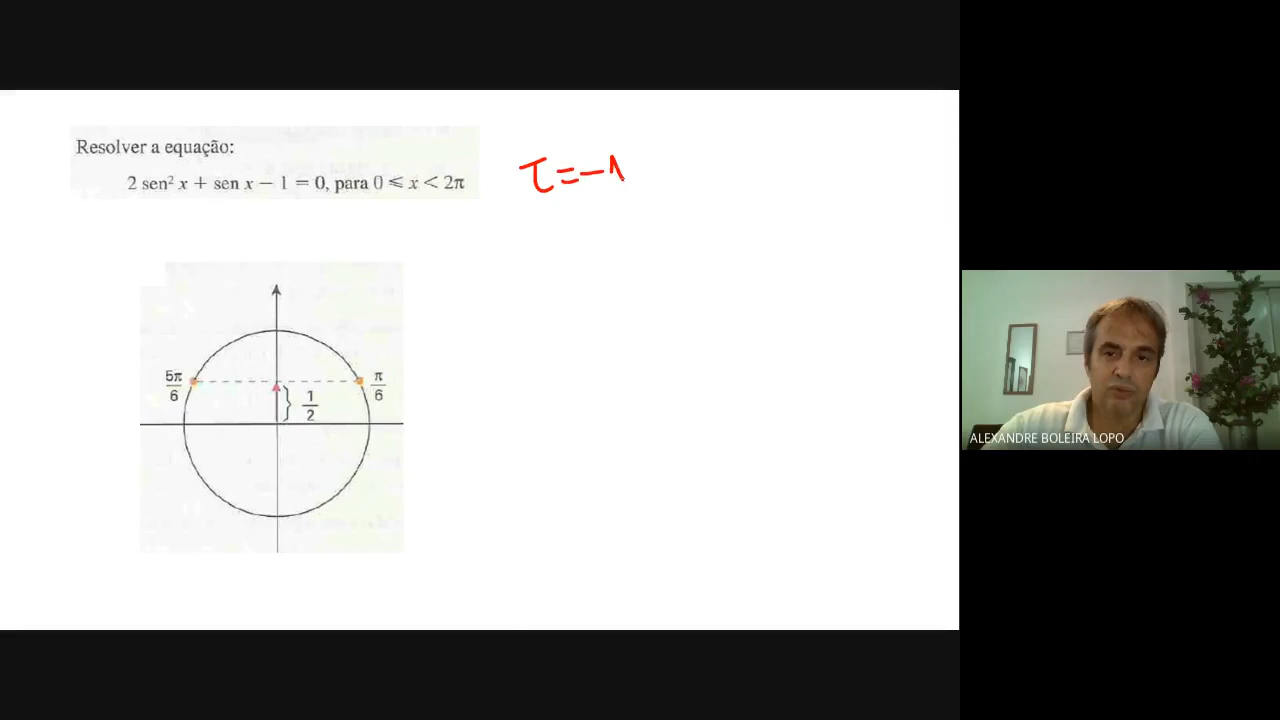 Resolver a equação:
2 sen² x + sen x − 1 = 0, para 0 ⩽ x < 2π
τ = −1
5π/6
π/6
1/2
ALEXANDRE BOLEIRA LOPO